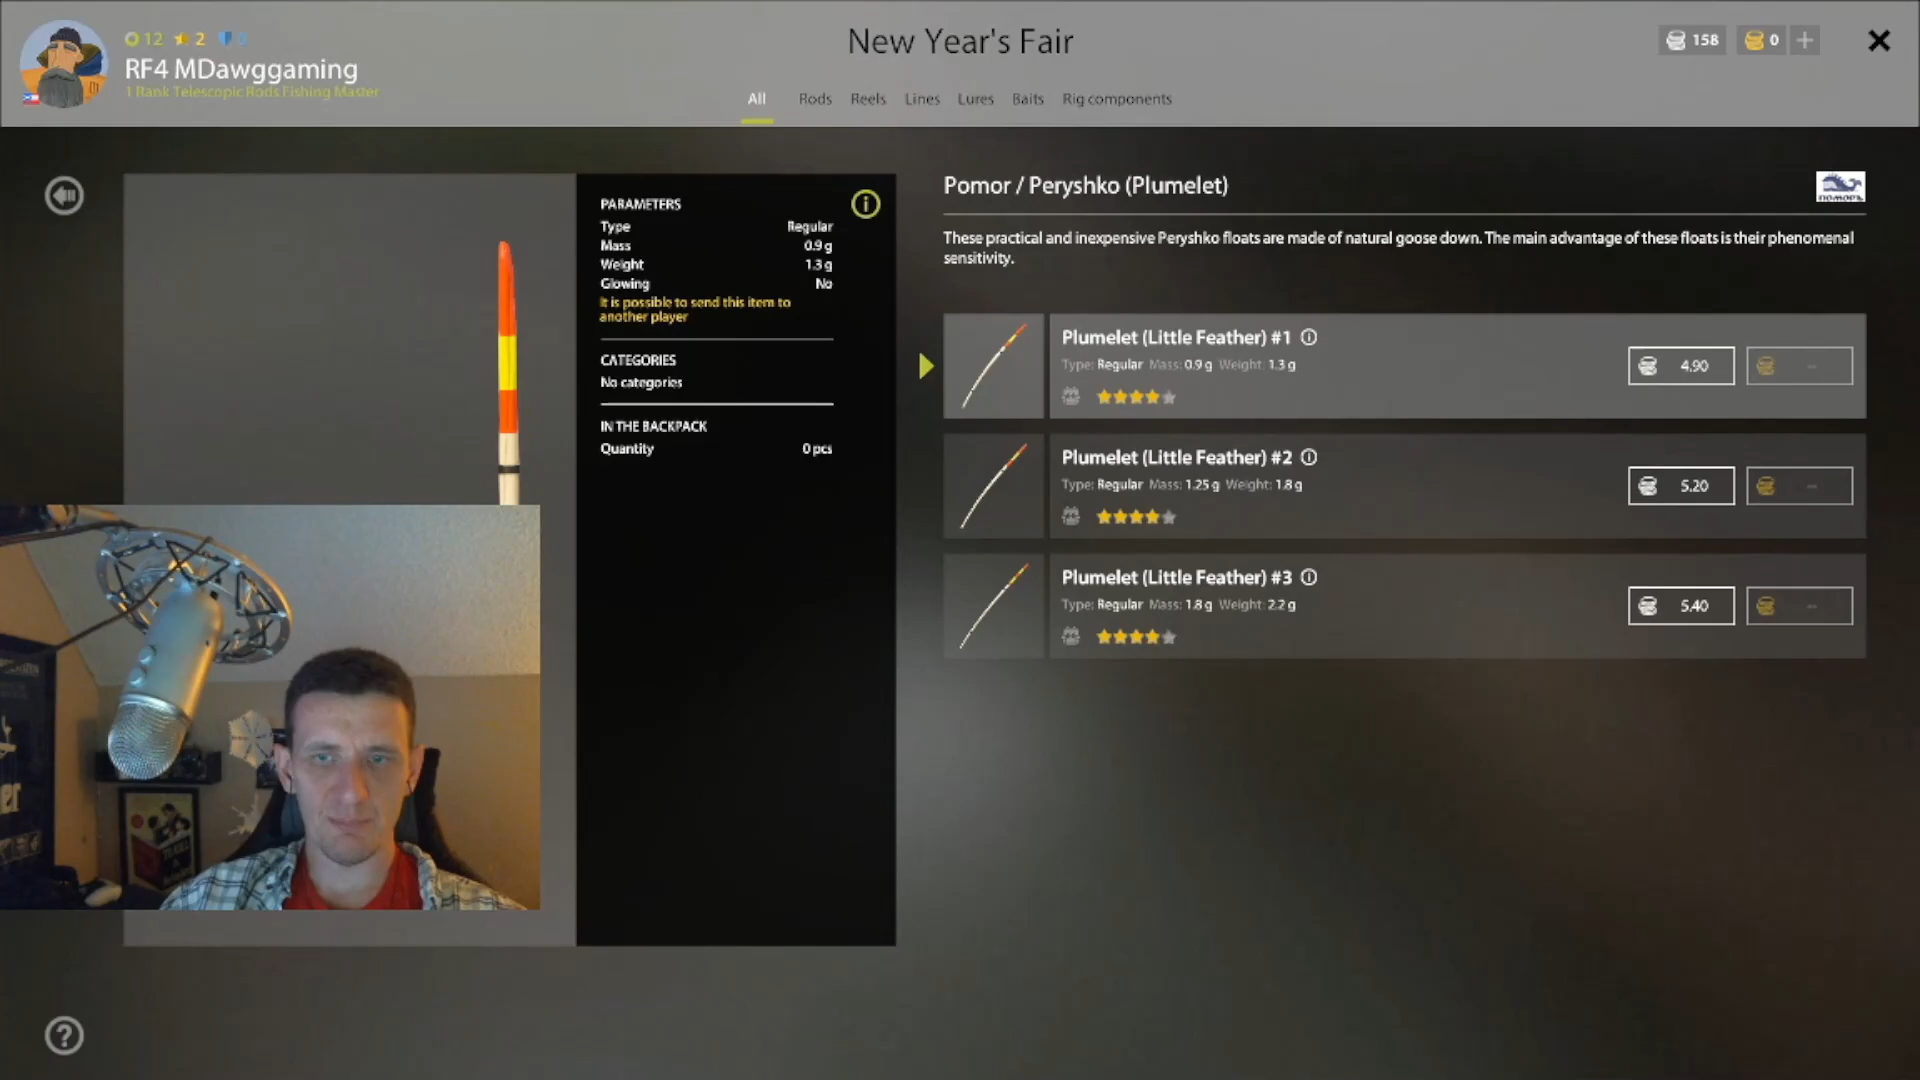 12 2
RF4 MDawggaming
1 Rank Telescopic Rods Fishing Master
New Year's Fair
158 0 +
All Rods Reels Lines Lures Baits Rig components
PARAMETERS
Type Regular
Mass 0.9 g
Weight 1.3 g
Glowing No
It is possible to send this item to
another player
CATEGORIES
No categories
IN THE BACKPACK
Quantity 0 pcs
Pomor / Peryshko (Plumelet)
ПОМОРЪ
These practical and inexpensive Peryshko floats are made of natural goose down. The main advantage of these floats is their phenomenal
sensitivity.
Plumelet (Little Feather) #1
Type: Regular Mass: 0.9 g Weight: 1.3 g
4.90 --
Plumelet (Little Feather) #2
Type: Regular Mass: 1.25 g Weight: 1.8 g
5.20 --
Plumelet (Little Feather) #3
Type: Regular Mass: 1.8 g Weight: 2.2 g
5.40 --
TO KILL
A
er
?